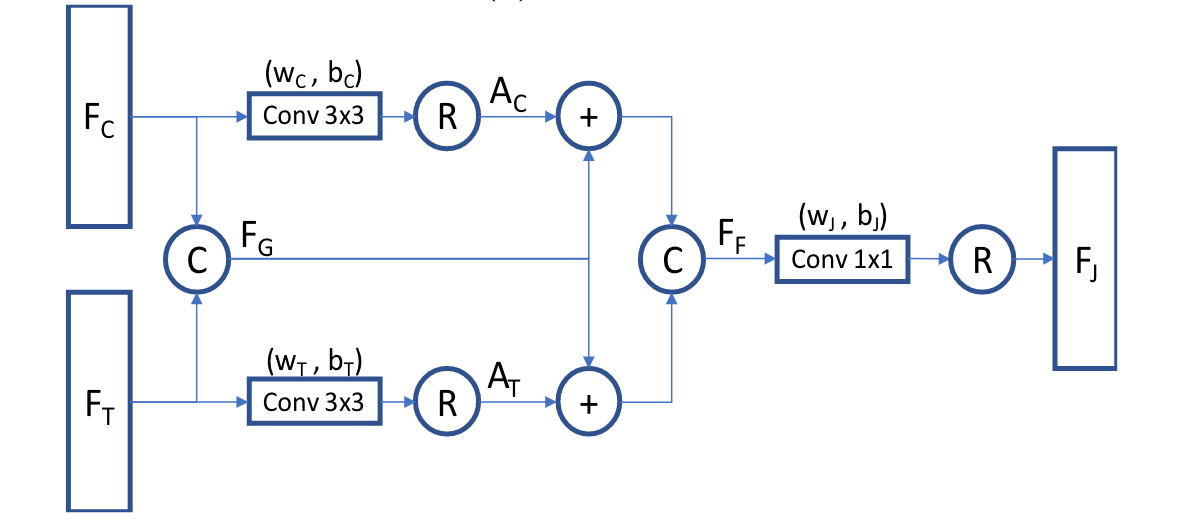 (w_C , b_C)
F_C
Conv 3x3
R
A_C
+
C
F_G
C
F_F
(w_J , b_J)
Conv 1x1
R
F_J
(w_T , b_T)
F_T
Conv 3x3
R
A_T
+